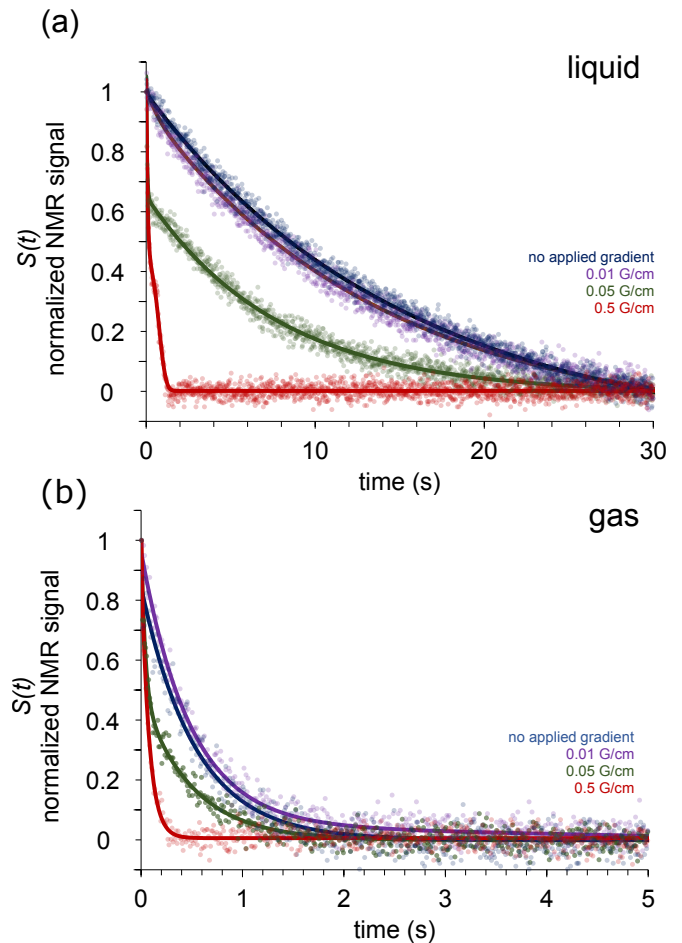 (a)
liquid
1
0.8
0.6
0.4
0.2
0
S(t)
normalized NMR signal
no applied gradient
0.01 G/cm
0.05 G/cm
0.5 G/cm
0 10 20 30
time (s)
(b)
gas
1
0.8
0.6
0.4
0.2
0
S(t)
normalized NMR signal
no applied gradient
0.01 G/cm
0.05 G/cm
0.5 G/cm
0 1 2 3 4 5
time (s)